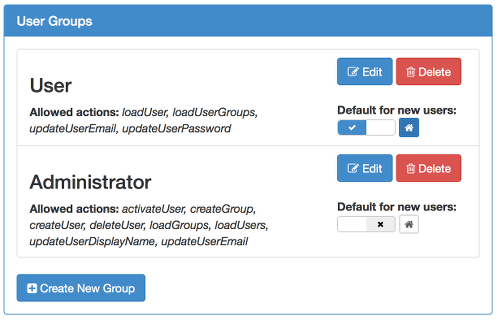 User Groups
User
Edit
Delete
Allowed actions: loadUser, loadUserGroups,
updateUserEmail, updateUserPassword
Default for new users:
Administrator
Edit
Delete
Allowed actions: activateUser, createGroup,
createUser, deleteUser, loadGroups, loadUsers,
updateUserDisplayName, updateUserEmail
Default for new users:
Create New Group